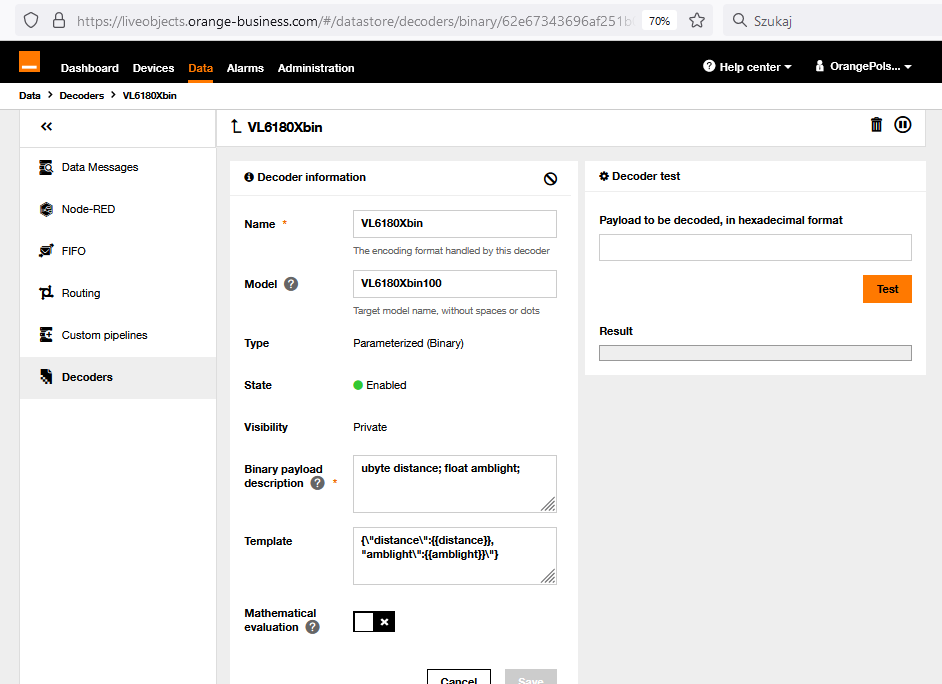 https://liveobjects.orange-business.com/#/datastore/decoders/binary/62e67343696af251b
70%
Szukaj
Dashboard Devices Data Alarms Administration
Help center
OrangePols...
Data > Decoders > VL6180Xbin
VL6180Xbin
Data Messages
Node-RED
FIFO
Routing
Custom pipelines
Decoders
Decoder information
Name *
VL6180Xbin
The encoding format handled by this decoder
Model ?
VL6180Xbin100
Target model name, without spaces or dots
Type
Parameterized (Binary)
State
Enabled
Visibility
Private
Binary payload
description ? *
ubyte distance; float amblight;
Template
{\"distance\":{{distance}},
"amblight\":{{amblight}}\"}
Mathematical
evaluation ?
Cancel
Save
Decoder test
Payload to be decoded, in hexadecimal format
Test
Result